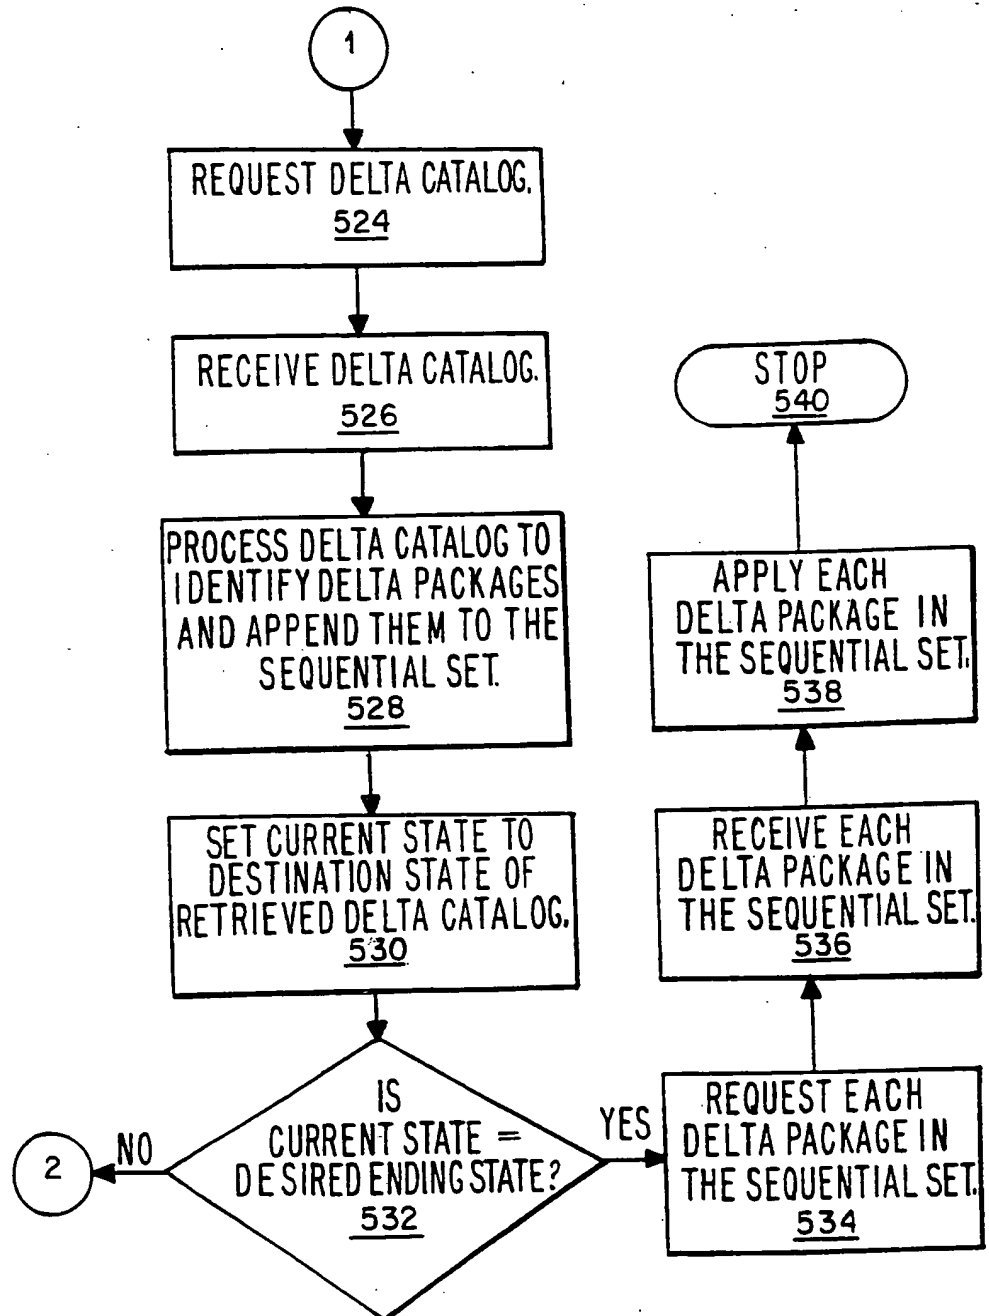 1
REQUEST DELTA CATALOG.
524
RECEIVE DELTA CATALOG.
526
PROCESS DELTA CATALOG TO
IDENTIFY DELTA PACKAGES
AND APPEND THEM TO THE
SEQUENTIAL SET.
528
SET CURRENT STATE TO
DESTINATION STATE OF
RETRIEVED DELTA CATALOG.
530
IS
CURRENT STATE =
DESIRED ENDING STATE?
532
NO
2
YES
REQUEST EACH
DELTA PACKAGE IN
THE SEQUENTIAL SET.
534
RECEIVE EACH
DELTA PACKAGE IN
THE SEQUENTIAL SET.
536
APPLY EACH
DELTA PACKAGE IN
THE SEQUENTIAL SET.
538
STOP
540